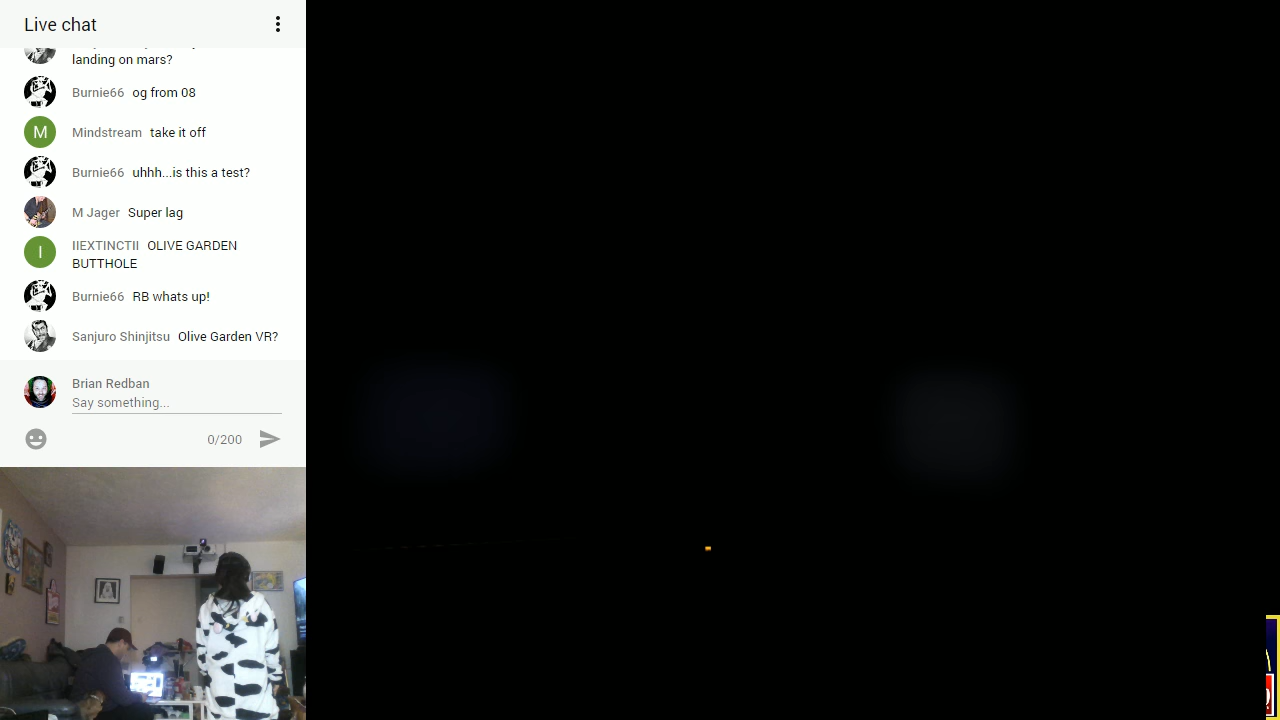 Live chat
landing on mars?
Burnie66 og from 08
M
Mindstream take it off
Burnie66 uhhh...is this a test?
M Jager Super lag
I
IIEXTINCTII OLIVE GARDEN
BUTTHOLE
Burnie66 RB whats up!
Sanjuro Shinjitsu Olive Garden VR?
Brian Redban
Say something...
0/200